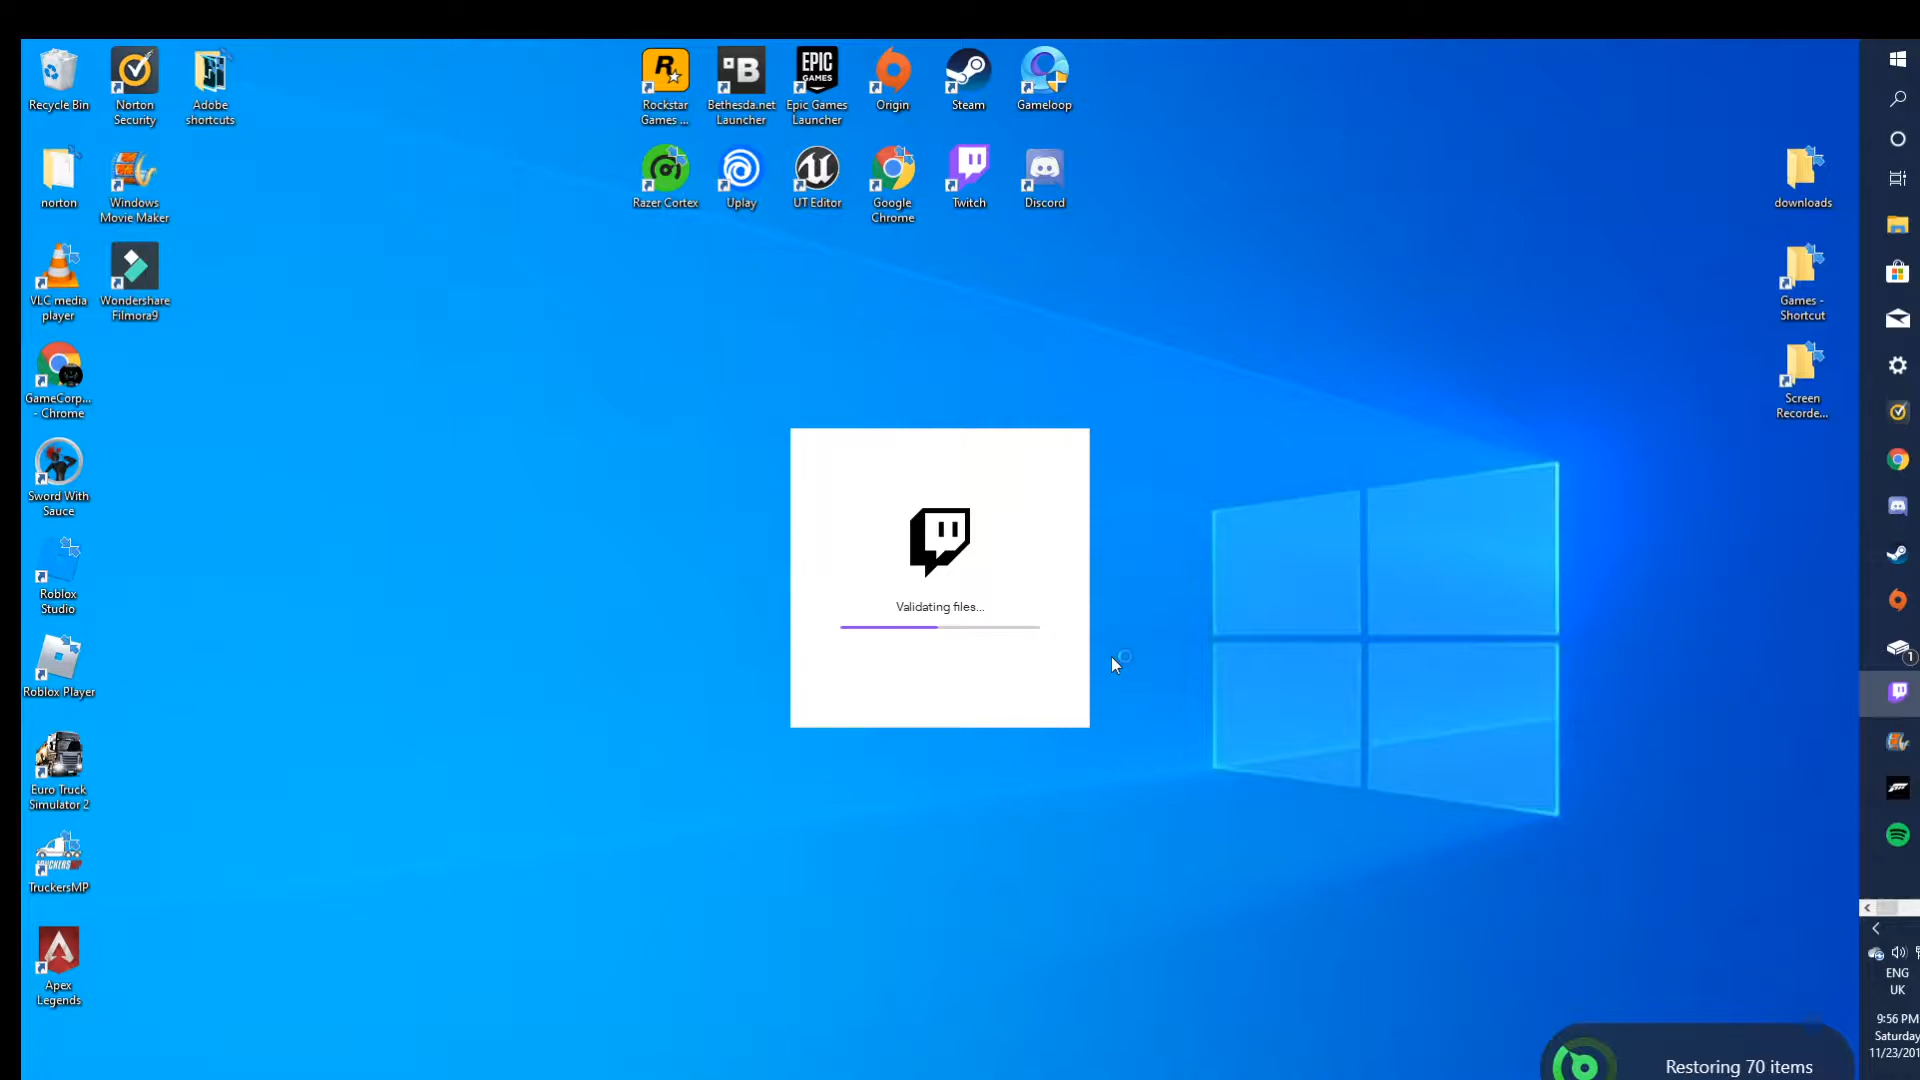 Recycle Bin
Norton
Security
Adobe
shortcuts
Rockstar
Games ...
Bethesda.net
Launcher
EPIC
GAMES
Epic Games
Launcher
Origin
Steam
Gameloop
norton
Windows
Movie Maker
Razer Cortex
Uplay
UT Editor
Google
Chrome
Twitch
Discord
downloads
VLC media
player
Wondershare
Filmora9
Games -
Shortcut
GameCorp...
- Chrome
Screen
Recorde...
Sword With
Sauce
Roblox
Studio
Validating files...
Roblox Player
1
Euro Truck
Simulator 2
TruckersMP
Apex
Legends
ENG
UK
9:56 PM
Saturday
11/23/201
Restoring 70 items